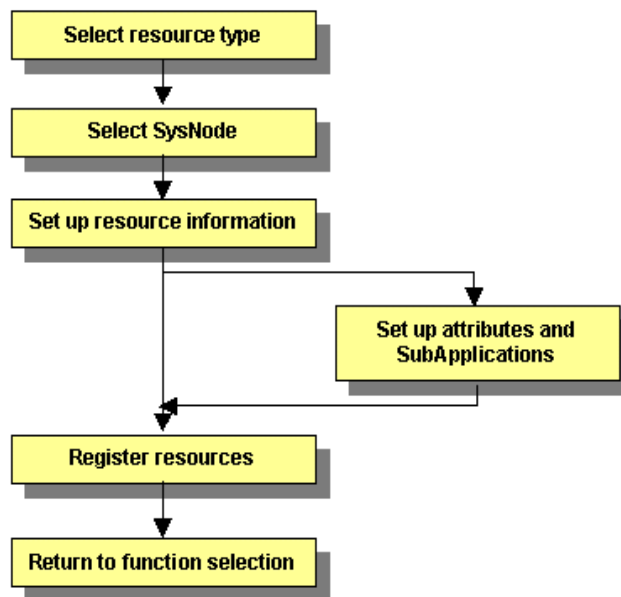 Select resource type
Select SysNode
Set up resource information
Set up attributes and
SubApplications
Register resources
Return to function selection